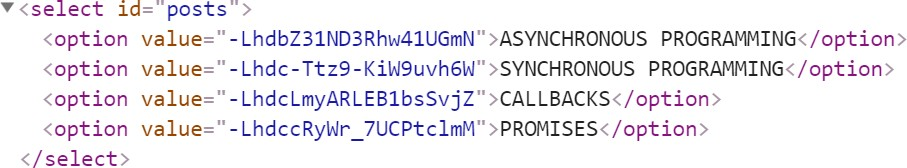 ▼<select id="posts">
<option value="-LhdbZ31ND3Rhw41UGmN">ASYNCHRONOUS PROGRAMMING</option>
<option value="-Lhdc-Ttz9-KiW9uvh6W">SYNCHRONOUS PROGRAMMING</option>
<option value="-LhdcLmyARLEB1bsSvjZ">CALLBACKS</option>
<option value="-LhdccRyWr_7UCPtclmM">PROMISES</option>
</select>